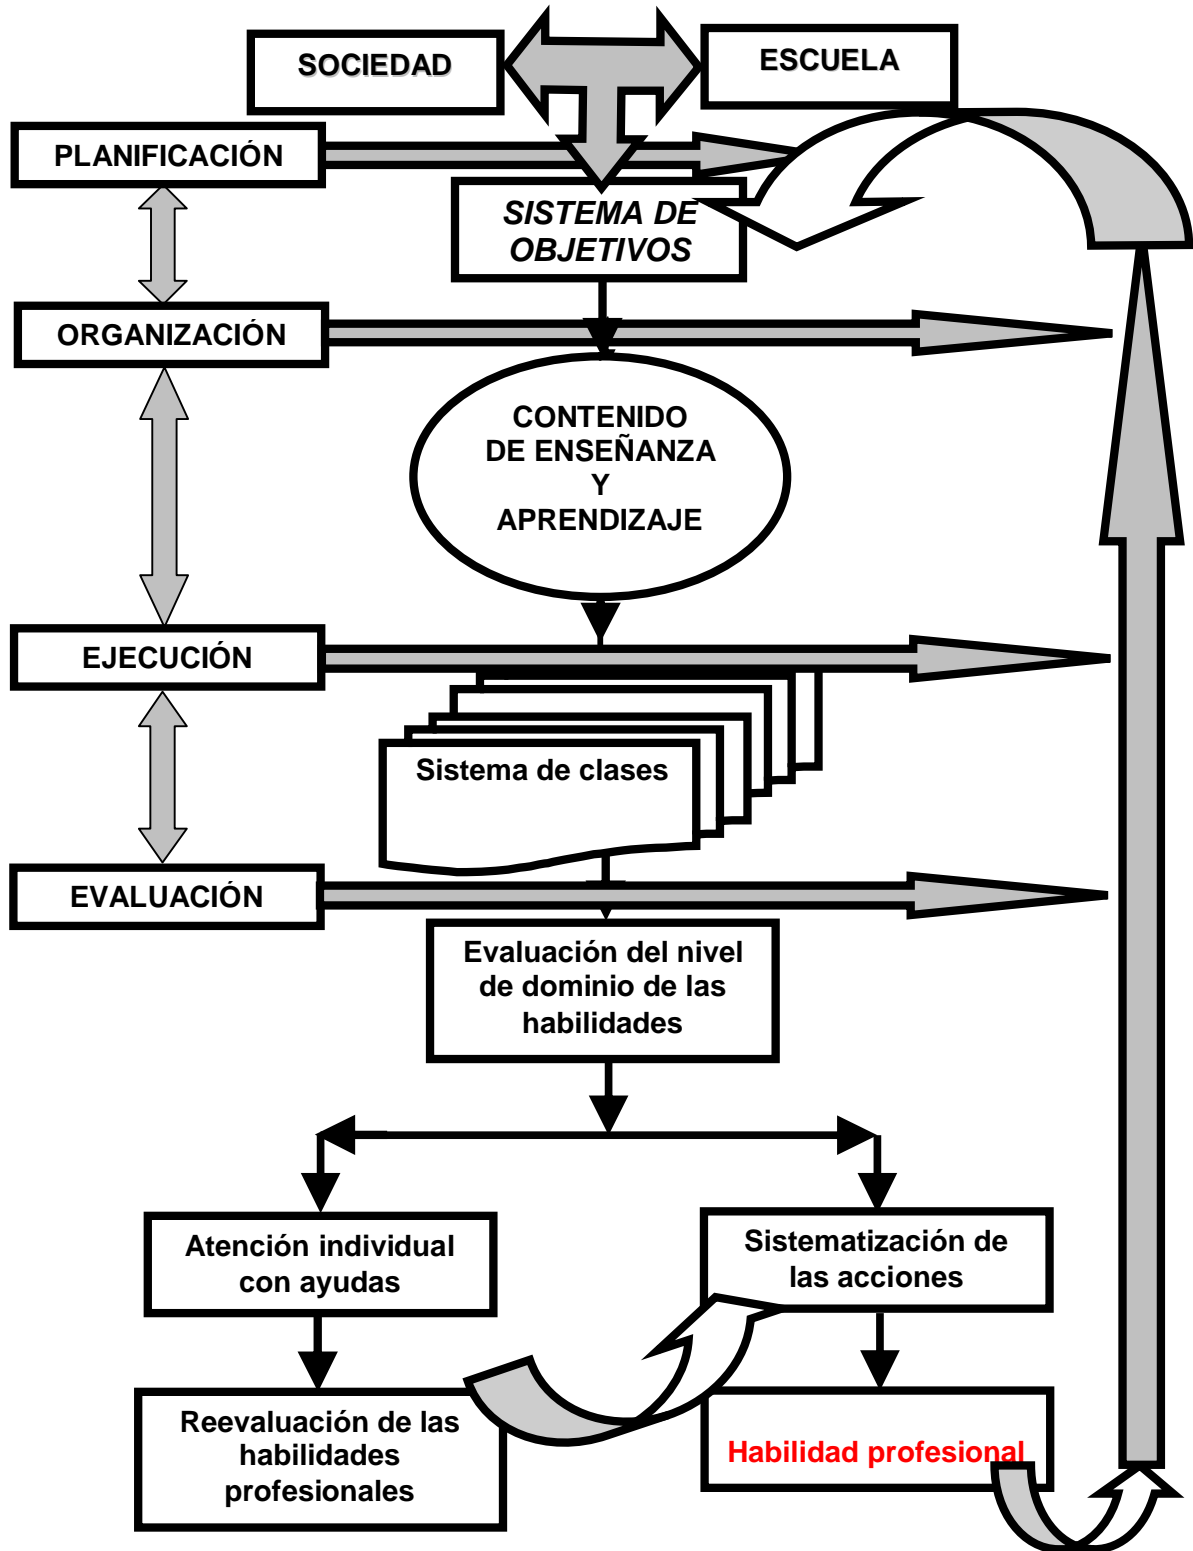 SOCIEDAD
ESCUELA
PLANIFICACIÓN
SISTEMA DE
OBJETIVOS
ORGANIZACIÓN
CONTENIDO
DE ENSEÑANZA
Y
APRENDIZAJE
EJECUCIÓN
Sistema de clases
EVALUACIÓN
Evaluación del nivel
de dominio de las
habilidades
Atención individual
con ayudas
Sistematización de
las acciones
Reevaluación de las
habilidades
profesionales
Habilidad profesional